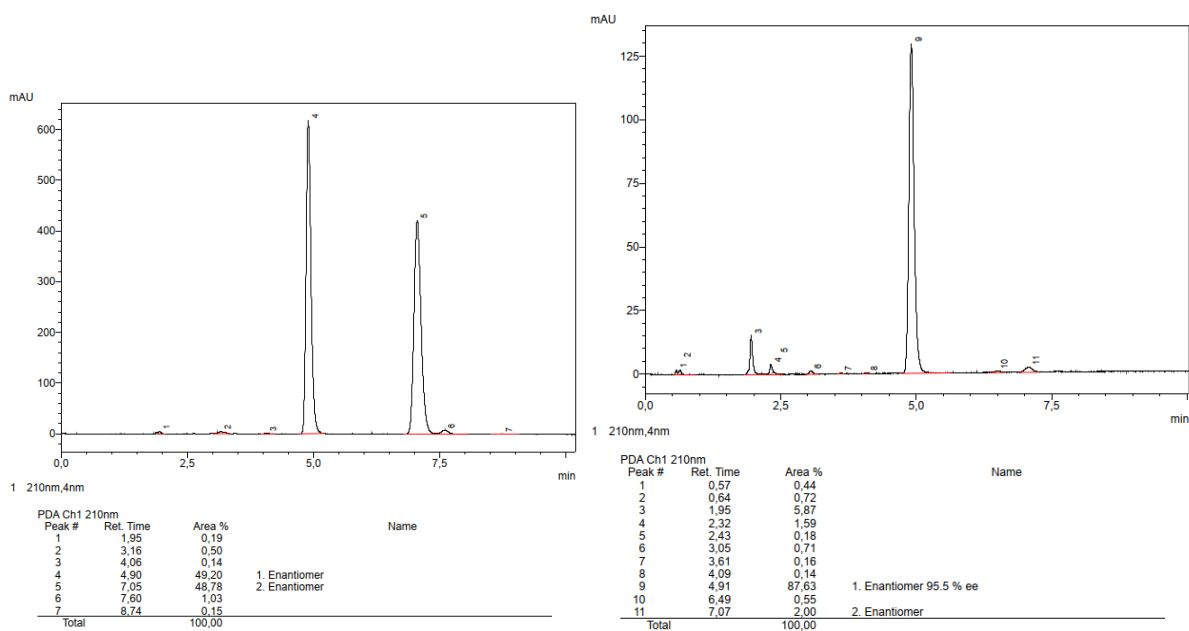 mAU
600
500
400
300
200
100
0
4
5
1
2
3
6
7
0,0 2,5 5,0 7,5
min
1 210nm,4nm
PDA Ch1 210nm
Peak # Ret. Time Area % Name
1 1,95 0,19
2 3,16 0,50
3 4,06 0,14
4 4,90 49,20 1. Enantiomer
5 7,05 48,78 2. Enantiomer
6 7,60 1,03
7 8,74 0,15
Total 100,00
mAU
125
100
75
50
25
0
9
3
1
2
4
5
6
7
8
10
11
0,0 2,5 5,0 7,5
min
1 210nm,4nm
PDA Ch1 210nm
Peak # Ret. Time Area % Name
1 0,57 0,44
2 0,64 0,72
3 1,95 5,87
4 2,32 1,59
5 2,43 0,18
6 3,05 0,71
7 3,61 0,16
8 4,09 0,14
9 4,91 87,63 1. Enantiomer 95.5 % ee
10 6,49 0,55
11 7,07 2,00 2. Enantiomer
Total 100,00